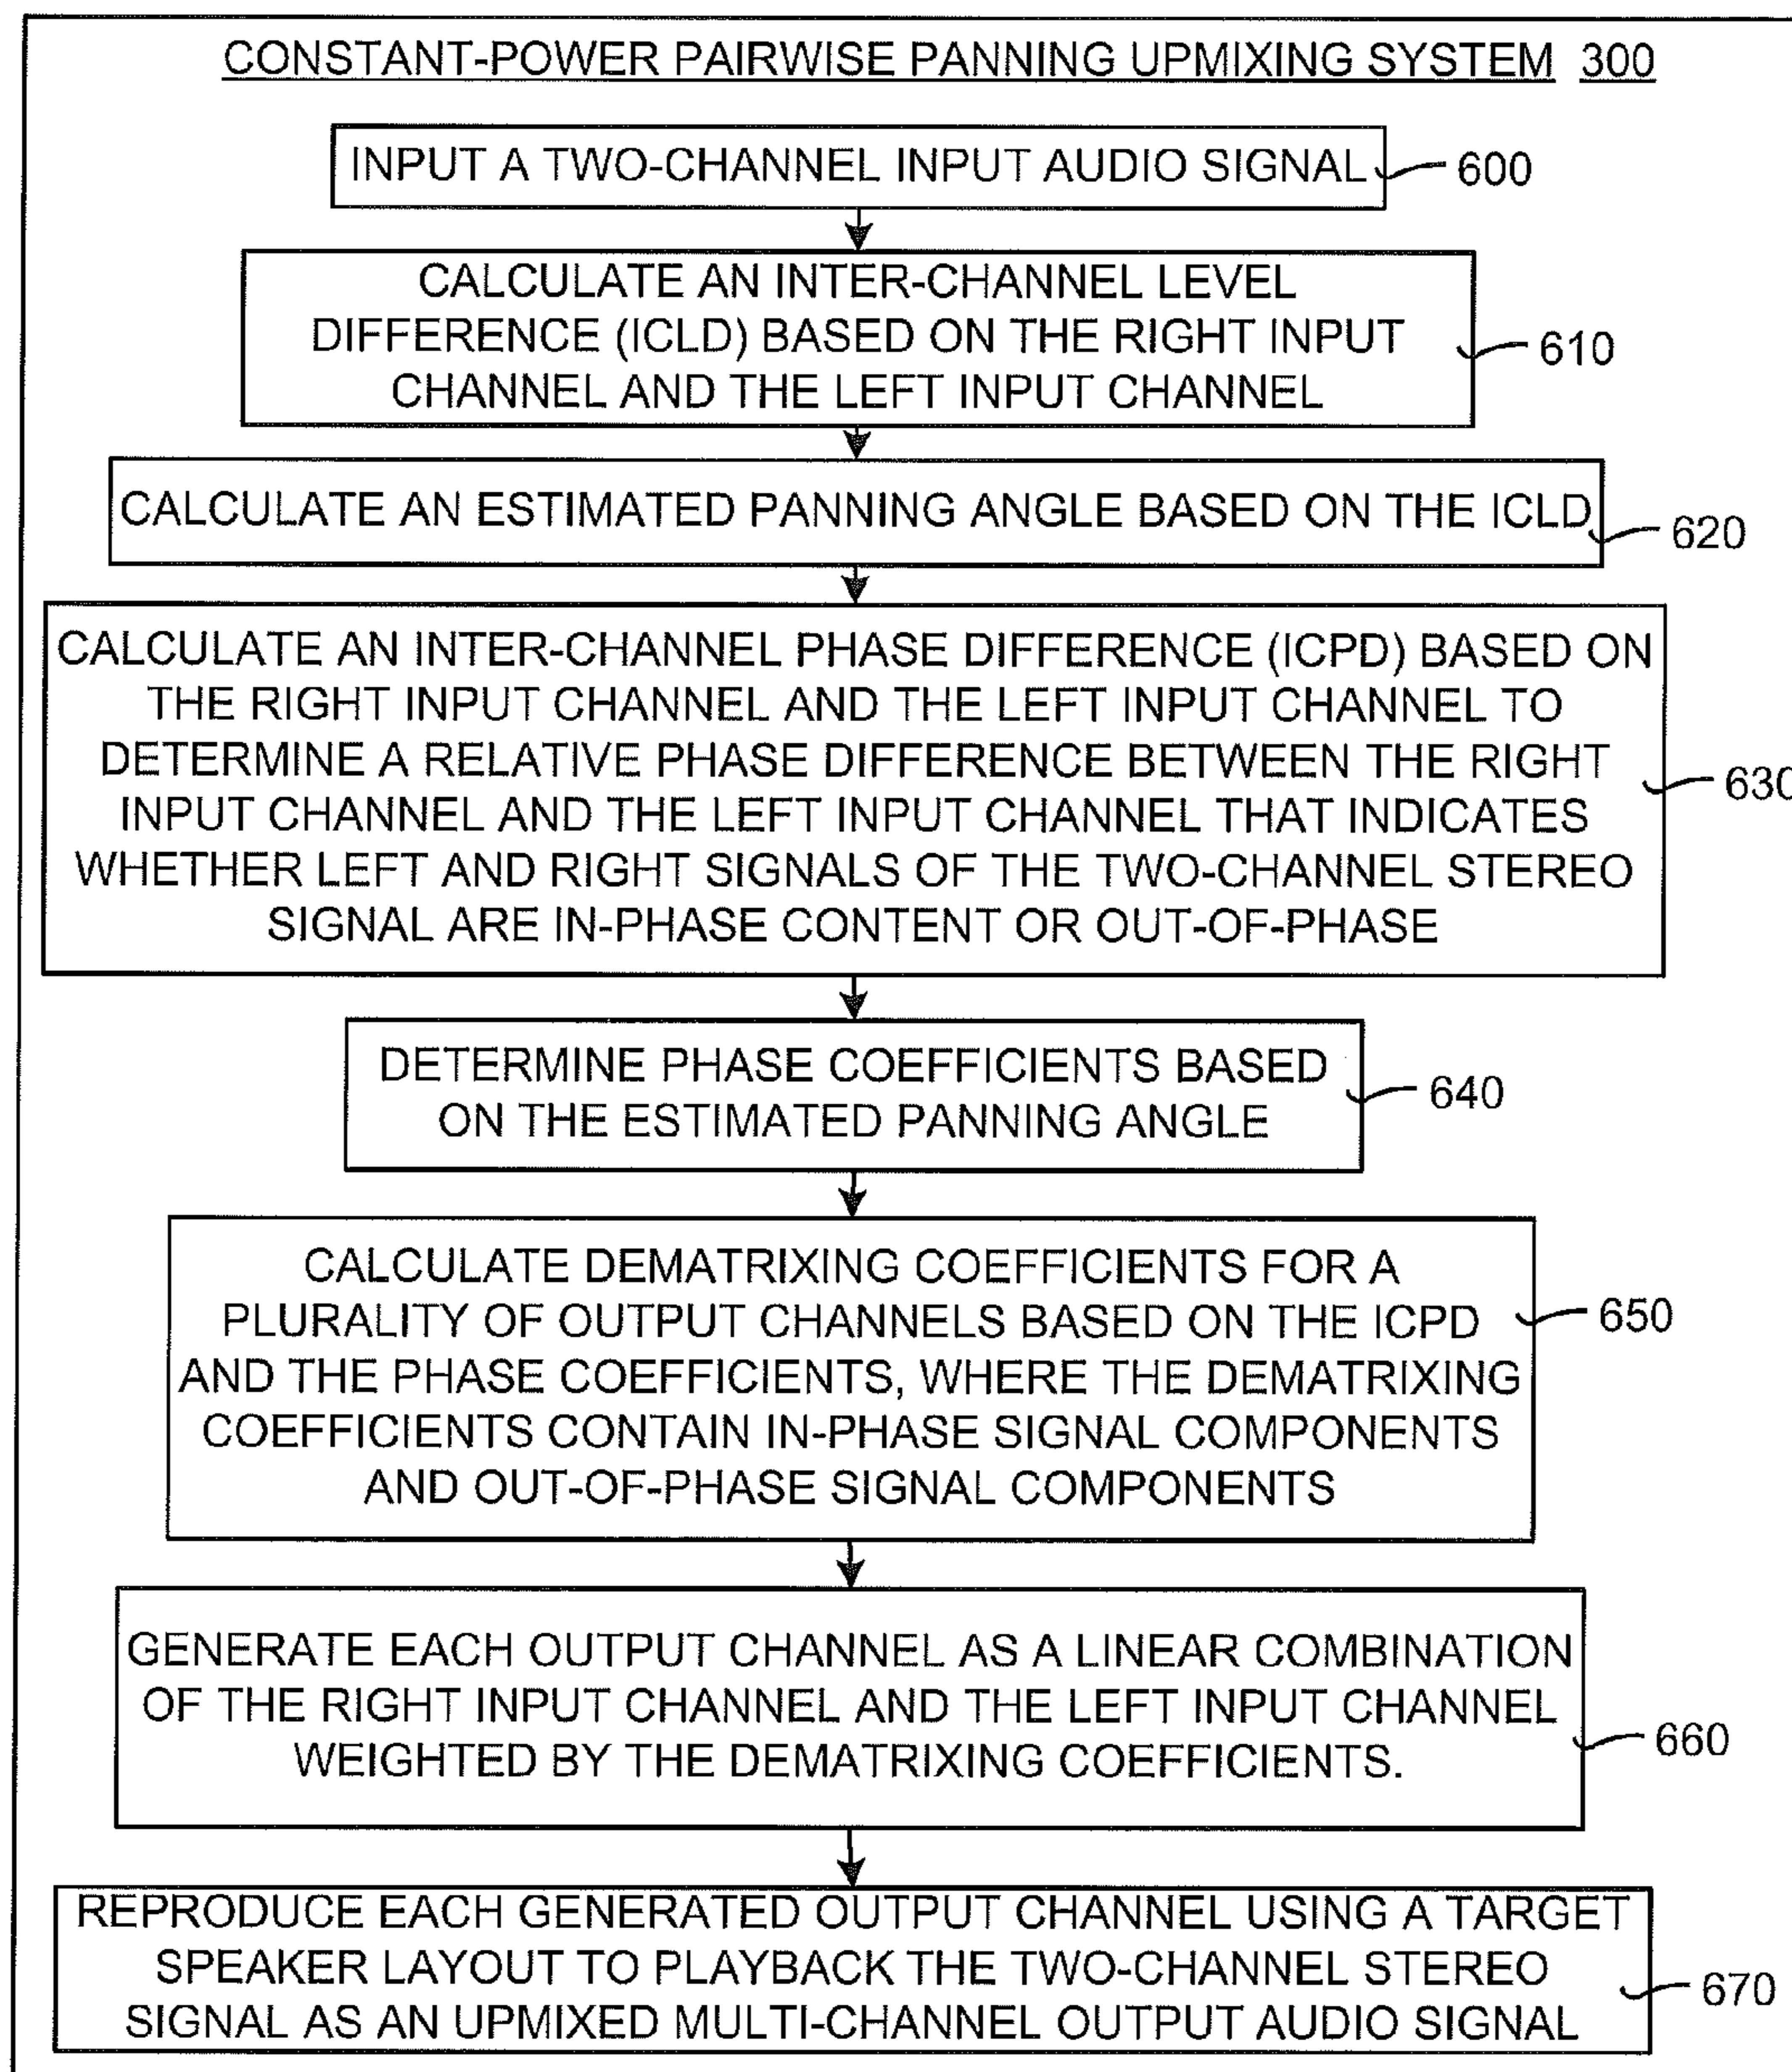 CONSTANT-POWER PAIRWISE PANNING UPMIXING SYSTEM 300
INPUT A TWO-CHANNEL INPUT AUDIO SIGNAL
600
CALCULATE AN INTER-CHANNEL LEVEL
DIFFERENCE (ICLD) BASED ON THE RIGHT INPUT
CHANNEL AND THE LEFT INPUT CHANNEL
610
CALCULATE AN ESTIMATED PANNING ANGLE BASED ON THE ICLD
620
CALCULATE AN INTER-CHANNEL PHASE DIFFERENCE (ICPD) BASED ON
THE RIGHT INPUT CHANNEL AND THE LEFT INPUT CHANNEL TO
DETERMINE A RELATIVE PHASE DIFFERENCE BETWEEN THE RIGHT
INPUT CHANNEL AND THE LEFT INPUT CHANNEL THAT INDICATES
WHETHER LEFT AND RIGHT SIGNALS OF THE TWO-CHANNEL STEREO
SIGNAL ARE IN-PHASE CONTENT OR OUT-OF-PHASE
630
DETERMINE PHASE COEFFICIENTS BASED
ON THE ESTIMATED PANNING ANGLE
640
CALCULATE DEMATRIXING COEFFICIENTS FOR A
PLURALITY OF OUTPUT CHANNELS BASED ON THE ICPD
AND THE PHASE COEFFICIENTS, WHERE THE DEMATRIXING
COEFFICIENTS CONTAIN IN-PHASE SIGNAL COMPONENTS
AND OUT-OF-PHASE SIGNAL COMPONENTS
650
GENERATE EACH OUTPUT CHANNEL AS A LINEAR COMBINATION
OF THE RIGHT INPUT CHANNEL AND THE LEFT INPUT CHANNEL
WEIGHTED BY THE DEMATRIXING COEFFICIENTS.
660
REPRODUCE EACH GENERATED OUTPUT CHANNEL USING A TARGET
SPEAKER LAYOUT TO PLAYBACK THE TWO-CHANNEL STEREO
SIGNAL AS AN UPMIXED MULTI-CHANNEL OUTPUT AUDIO SIGNAL
670